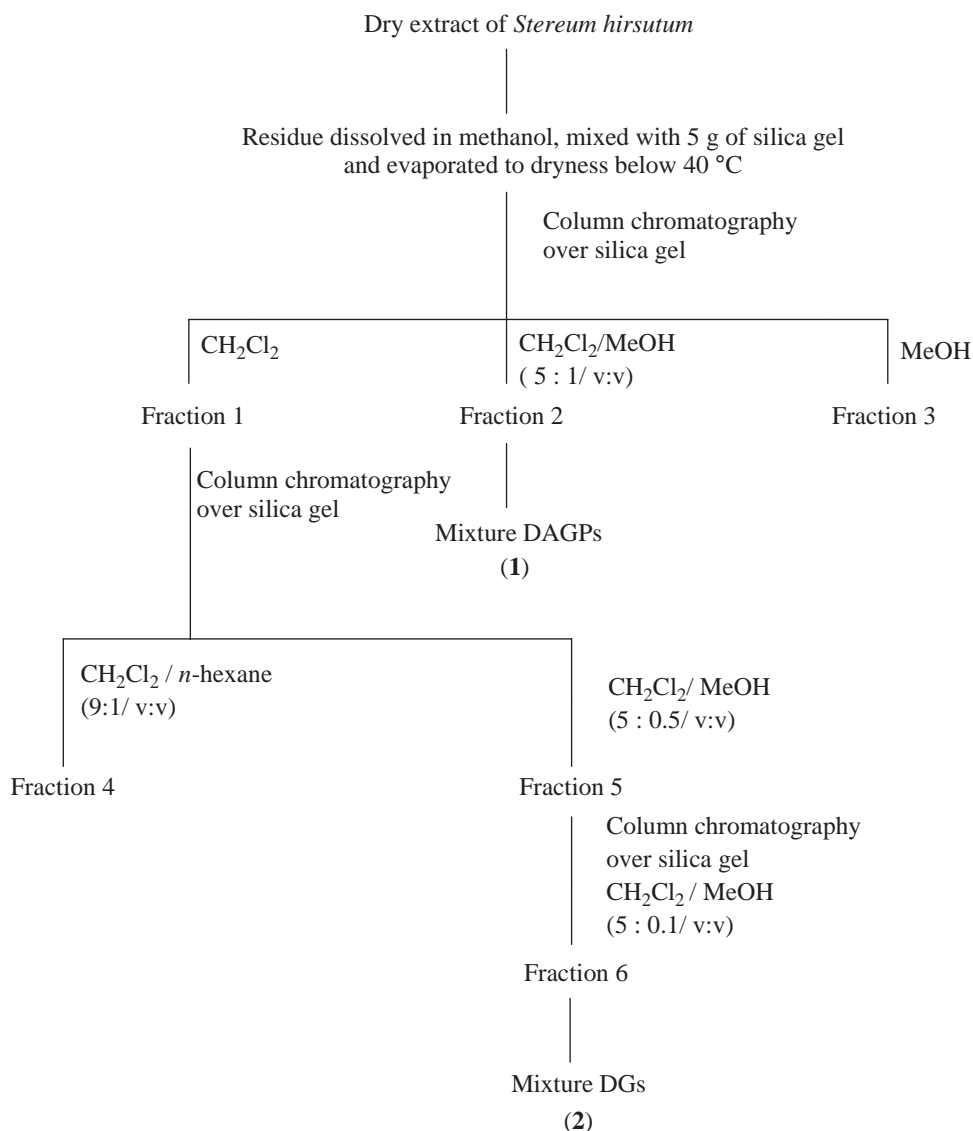 Dry extract of Stereum hirsutum
Residue dissolved in methanol, mixed with 5 g of silica gel
and evaporated to dryness below 40 °C
Column chromatography
over silica gel
CH₂Cl₂
CH₂Cl₂/MeOH
( 5 : 1/ v:v)
MeOH
Fraction 1
Fraction 2
Fraction 3
Column chromatography
over silica gel
Mixture DAGPs
(1)
CH₂Cl₂ / n-hexane
(9:1/ v:v)
CH₂Cl₂/ MeOH
(5 : 0.5/ v:v)
Fraction 4
Fraction 5
Column chromatography
over silica gel
CH₂Cl₂ / MeOH
(5 : 0.1/ v:v)
Fraction 6
Mixture DGs
(2)